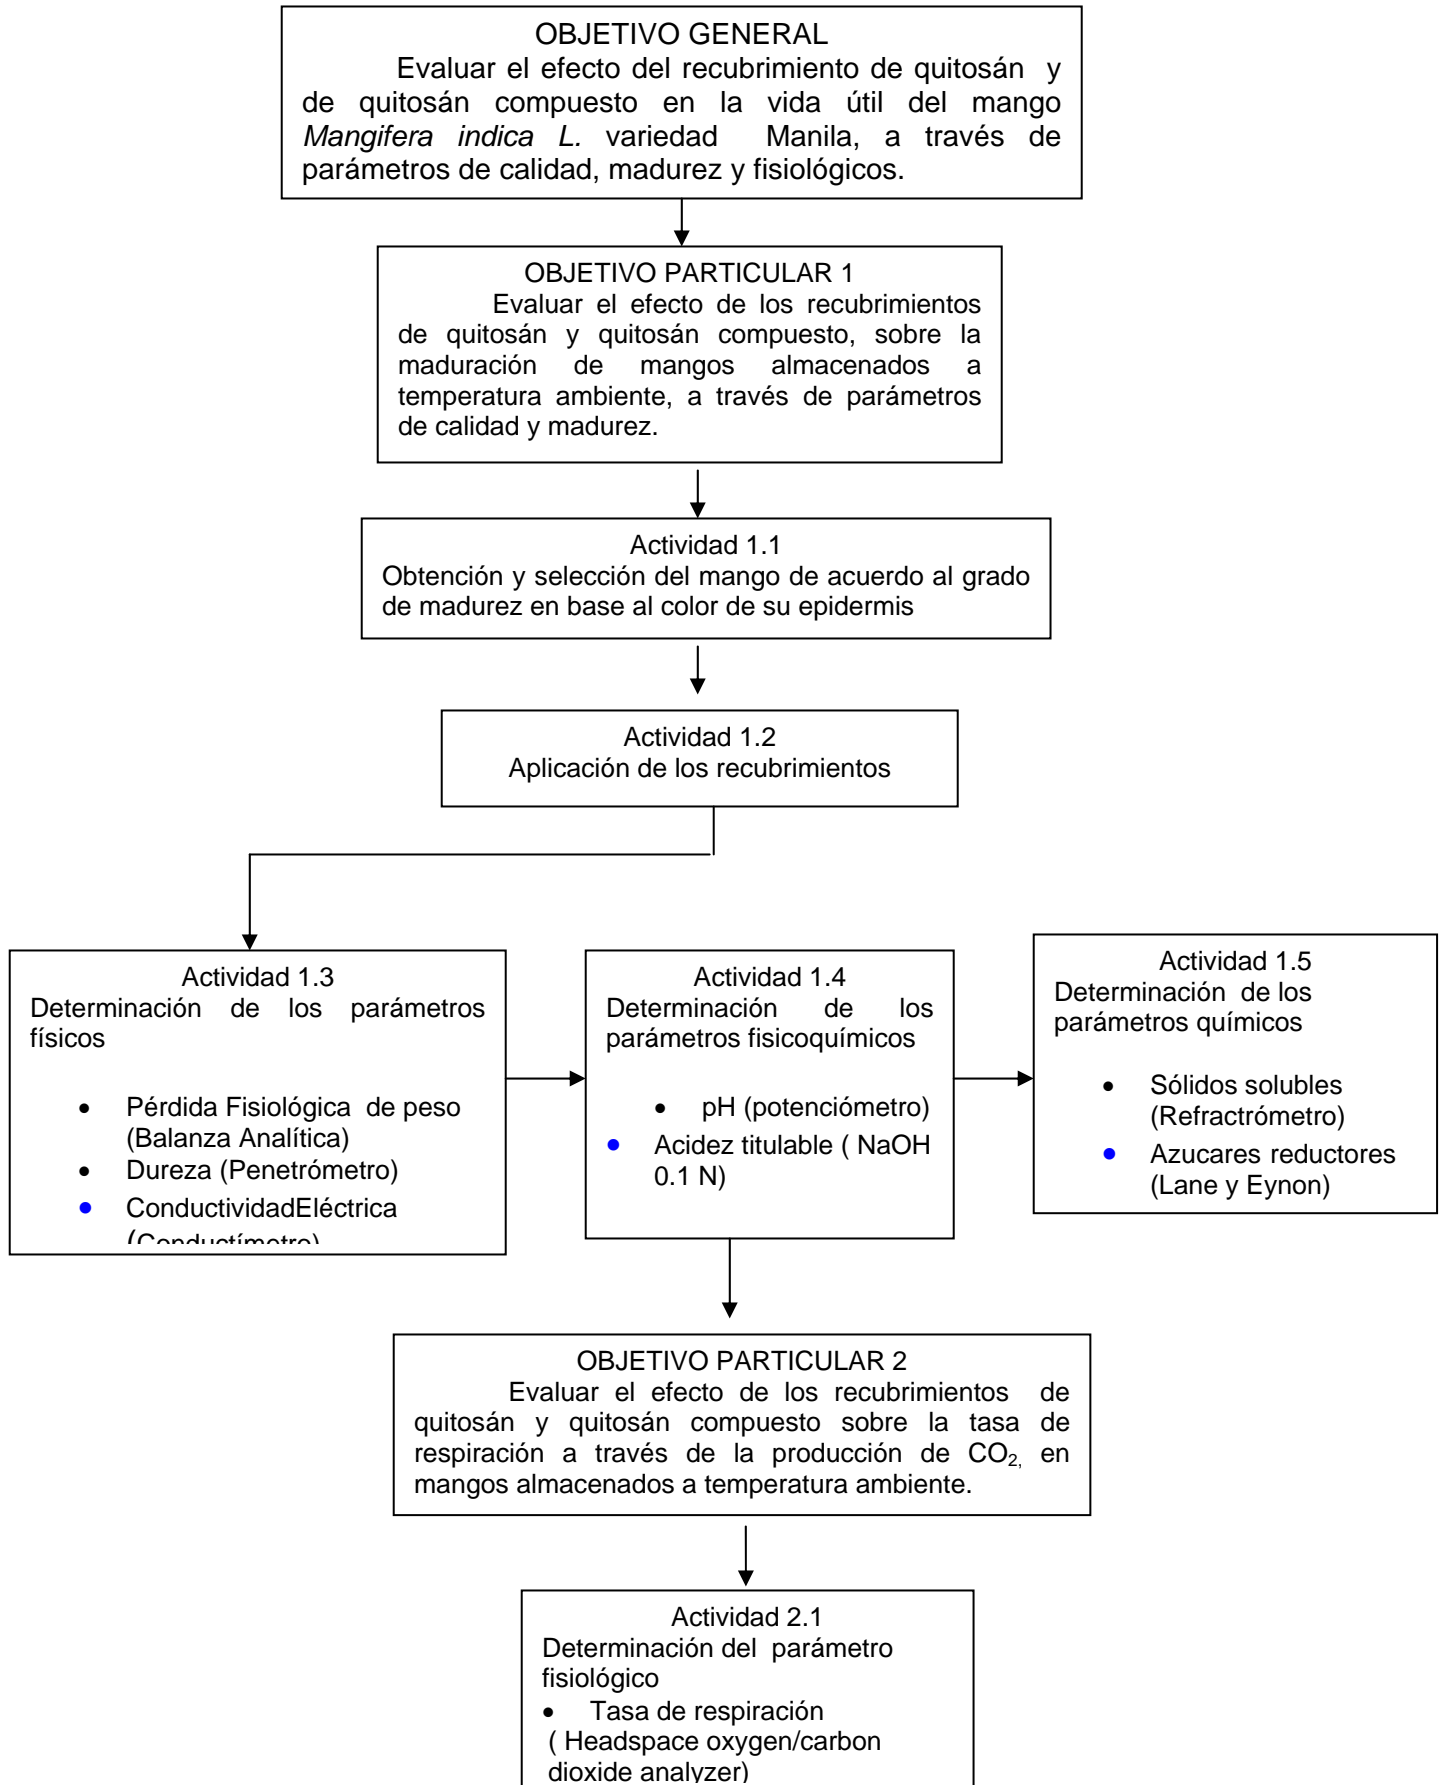 OBJETIVO GENERAL
Evaluar el efecto del recubrimiento de quitosán y
de quitosán compuesto en la vida útil del mango
Mangifera indica L. variedad Manila, a través de
parámetros de calidad, madurez y fisiológicos.
OBJETIVO PARTICULAR 1
Evaluar el efecto de los recubrimientos
de quitosán y quitosán compuesto, sobre la
maduración de mangos almacenados a
temperatura ambiente, a través de parámetros
de calidad y madurez.
Actividad 1.1
Obtención y selección del mango de acuerdo al grado
de madurez en base al color de su epidermis
Actividad 1.2
Aplicación de los recubrimientos
Actividad 1.3
Determinación de los parámetros
físicos
• Pérdida Fisiológica de peso
(Balanza Analítica)
• Dureza (Penetrómetro)
• ConductividadEléctrica
(Conductímetro)
Actividad 1.4
Determinación de los
parámetros fisicoquímicos
• pH (potenciómetro)
• Acidez titulable ( NaOH
0.1 N)
Actividad 1.5
Determinación de los
parámetros químicos
• Sólidos solubles
(Refractrómetro)
• Azucares reductores
(Lane y Eynon)
OBJETIVO PARTICULAR 2
Evaluar el efecto de los recubrimientos de
quitosán y quitosán compuesto sobre la tasa de
respiración a través de la producción de CO₂, en
mangos almacenados a temperatura ambiente.
Actividad 2.1
Determinación del parámetro
fisiológico
• Tasa de respiración
( Headspace oxygen/carbon
dioxide analyzer)